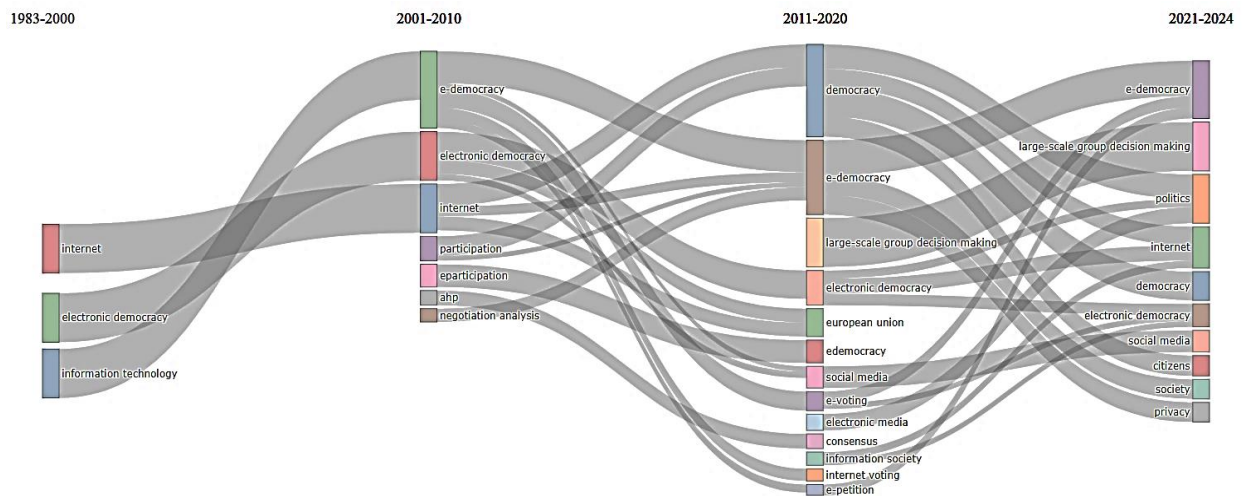 1983-2000
2001-2010
2011-2020
2021-2024
internet
electronic democracy
information technology
e-democracy
electronic democracy
internet
participation
eparticipation
ahp
negotiation analysis
democracy
e-democracy
large-scale group decision making
electronic democracy
european union
edemocracy
social media
e-voting
electronic media
consensus
information society
internet voting
e-petition
e-democracy
large-scale group decision making
politics
internet
democracy
electronic democracy
social media
citizens
society
privacy